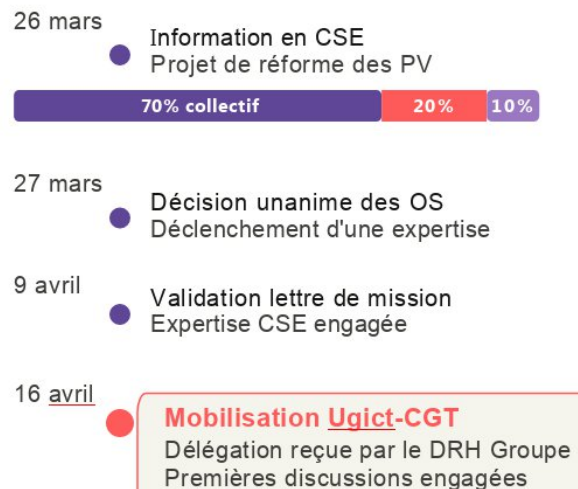 26 mars
Information en CSE
Projet de réforme des PV
70% collectif 20% 10%
27 mars
Décision unanime des OS
Déclenchement d'une expertise
9 avril
Validation lettre de mission
Expertise CSE engagée
16 avril
Mobilisation Ugict-CGT
Délégation reçue par le DRH Groupe
Premières discussions engagées